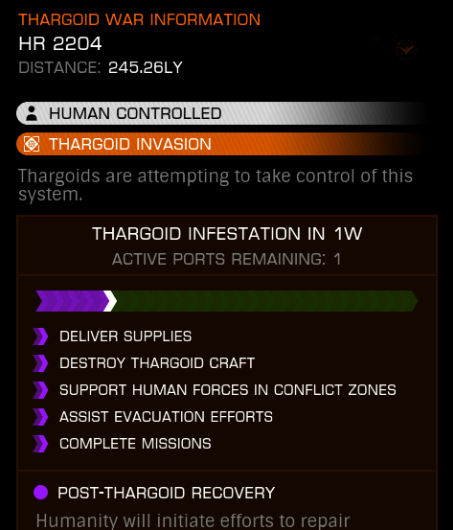 THARGOID WAR INFORMATION
HR 2204
DISTANCE: 245.26LY
HUMAN CONTROLLED
THARGOID INVASION
Thargoids are attempting to take control of this
system.
THARGOID INFESTATION IN 1W
ACTIVE PORTS REMAINING: 1
DELIVER SUPPLIES
DESTROY THARGOID CRAFT
SUPPORT HUMAN FORCES IN CONFLICT ZONES
ASSIST EVACUATION EFFORTS
COMPLETE MISSIONS
POST-THARGOID RECOVERY
Humanity will initiate efforts to repair